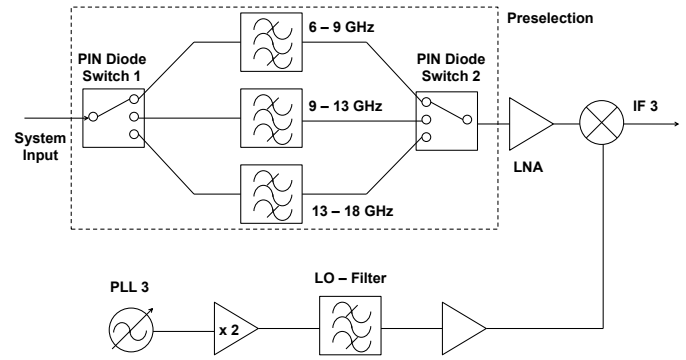 Preselection
6 – 9 GHz
PIN Diode
Switch 1
PIN Diode
Switch 2
9 – 13 GHz
IF 3
System
Input
LNA
13 – 18 GHz
LO – Filter
PLL 3
x 2